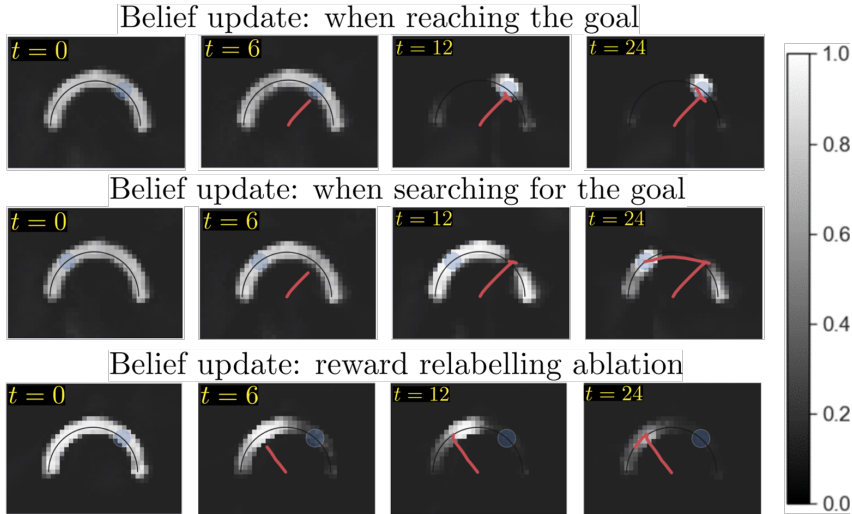 Belief update: when reaching the goal
t = 0
t = 6
t = 12
t = 24
Belief update: when searching for the goal
t = 0
t = 6
t = 12
t = 24
Belief update: reward relabelling ablation
t = 0
t = 6
t = 12
t = 24
1.0
0.8
0.6
0.4
0.2
0.0